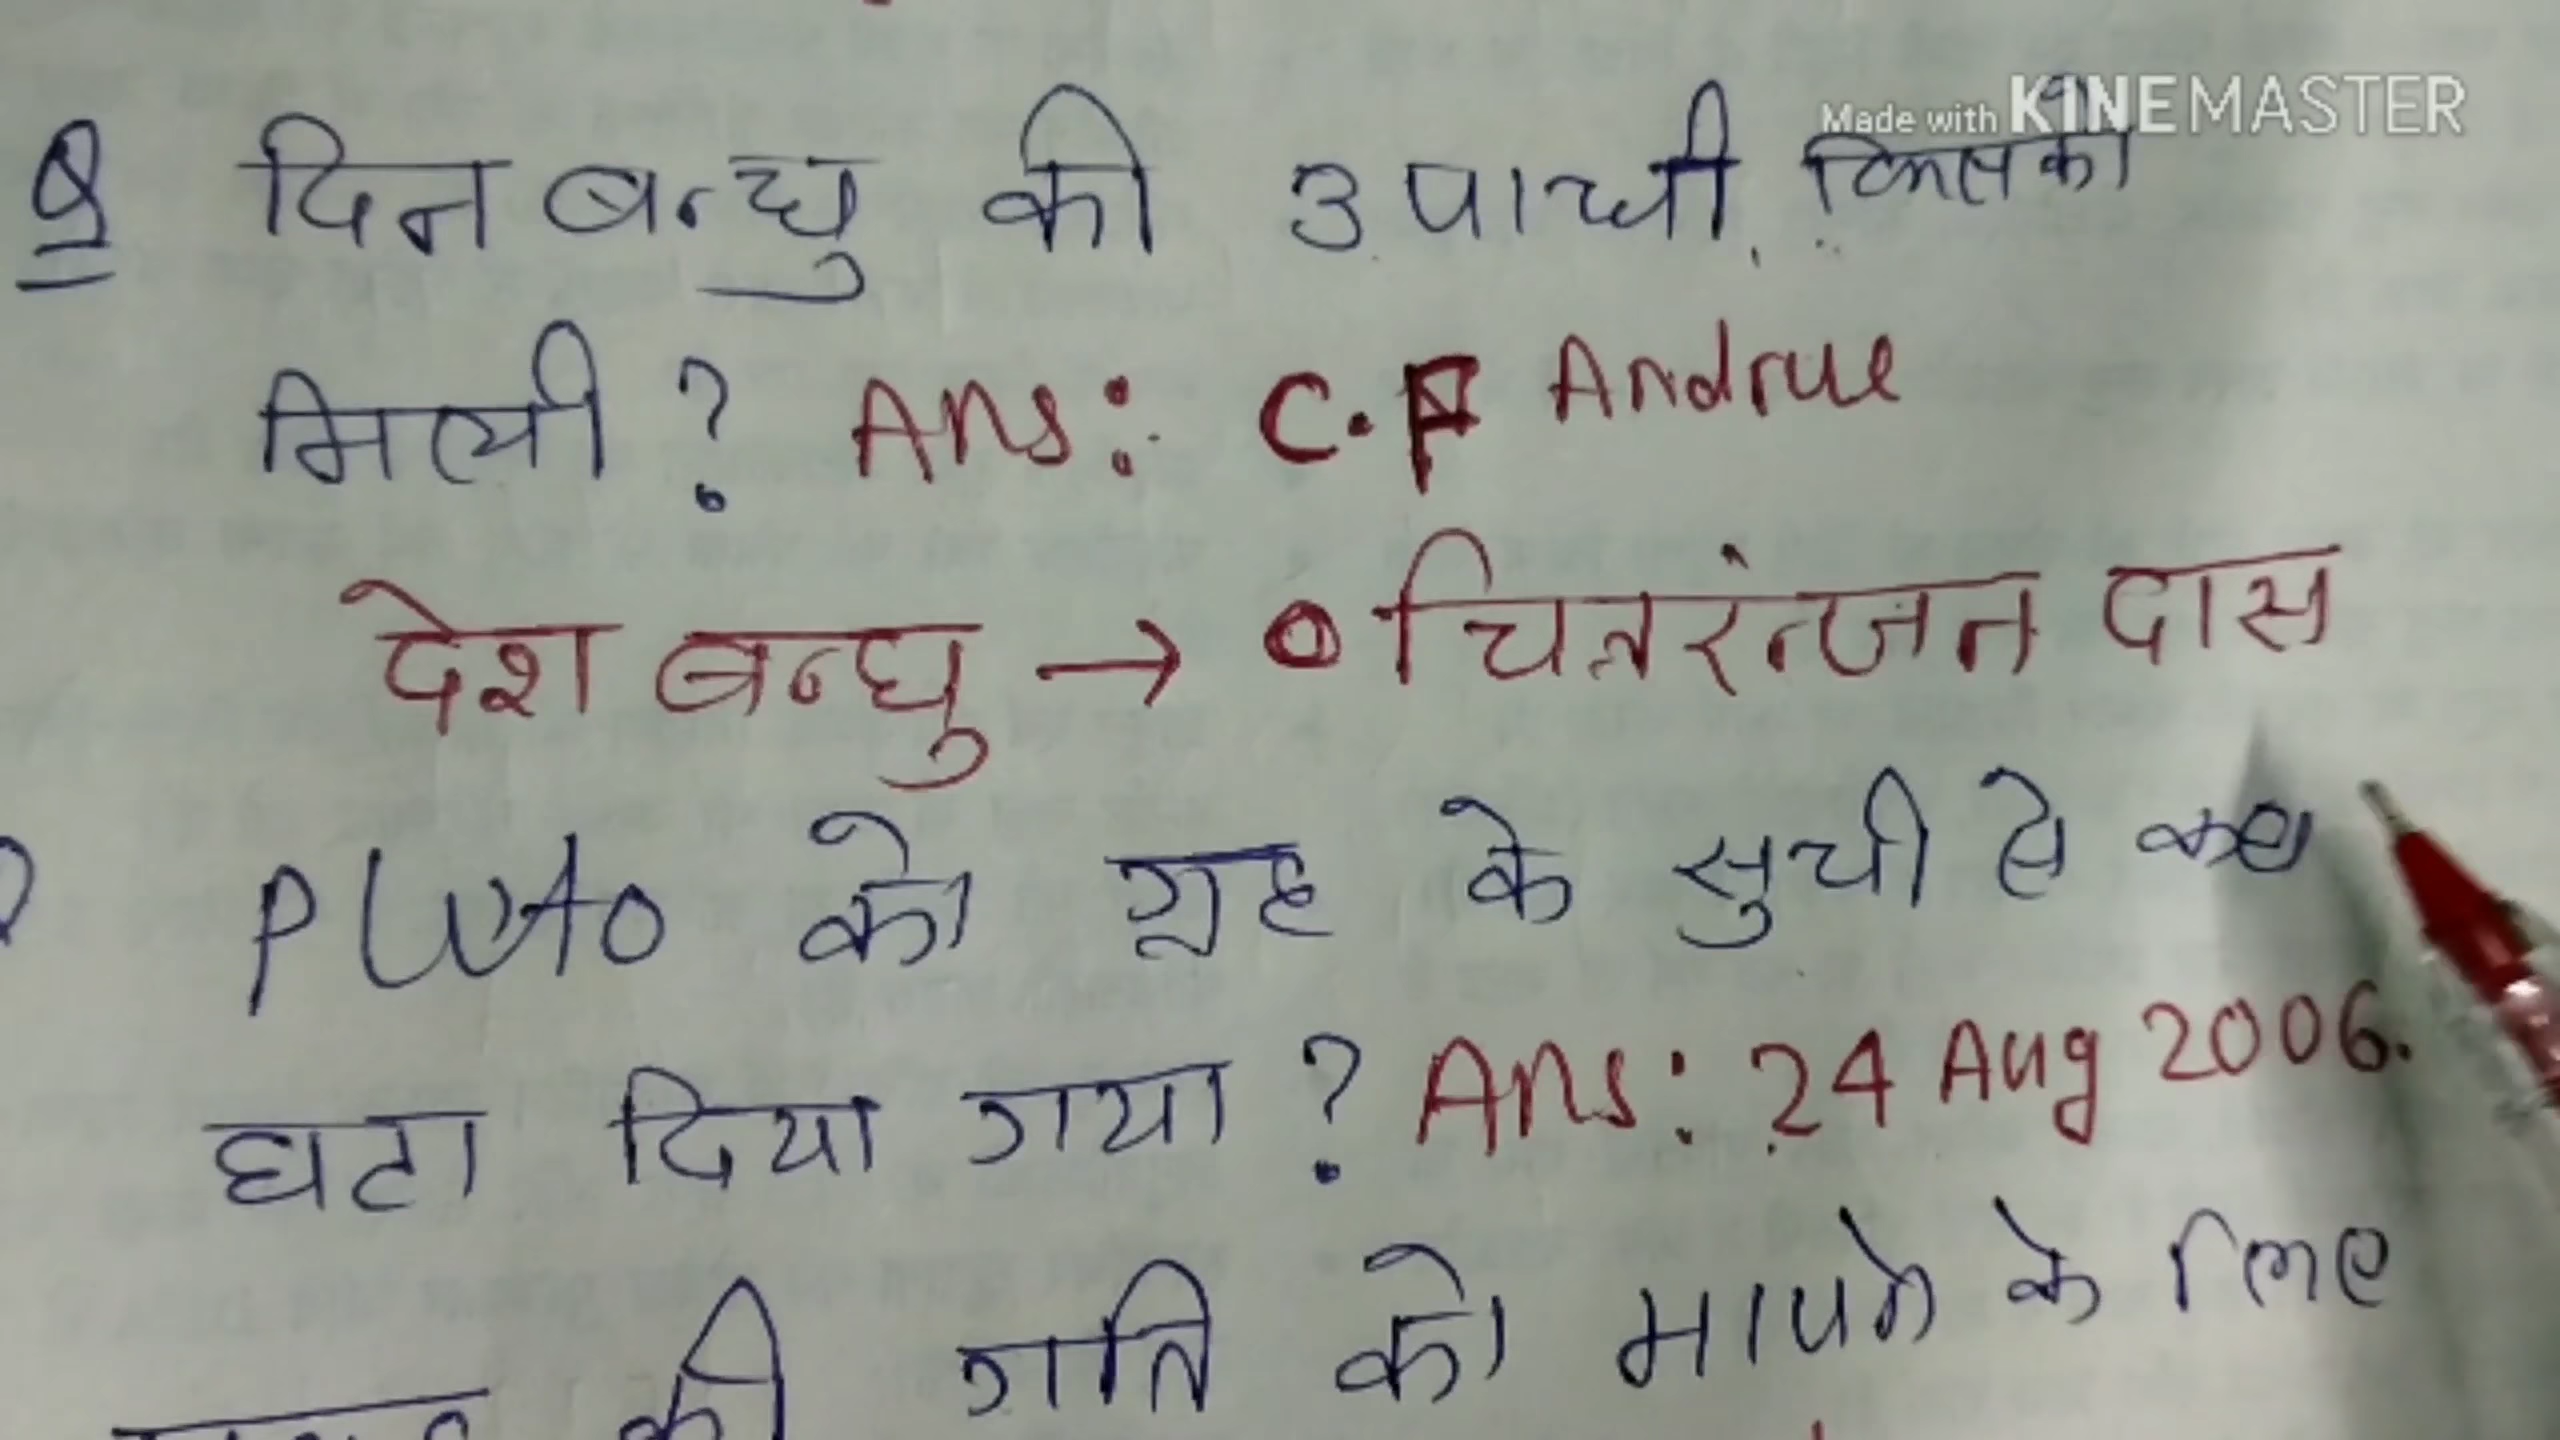 Made with KINEMASTER
Q दिन बन्धु की उपाधी किसको
मिली ? Ans: C.F Andrue
देश बन्धु → चितरंन्जन दास
Pluto को ग्रह के सुची से कब
घटा दिया गया ? Ans: 24 Aug 2006.
की गति को मापने के लिए